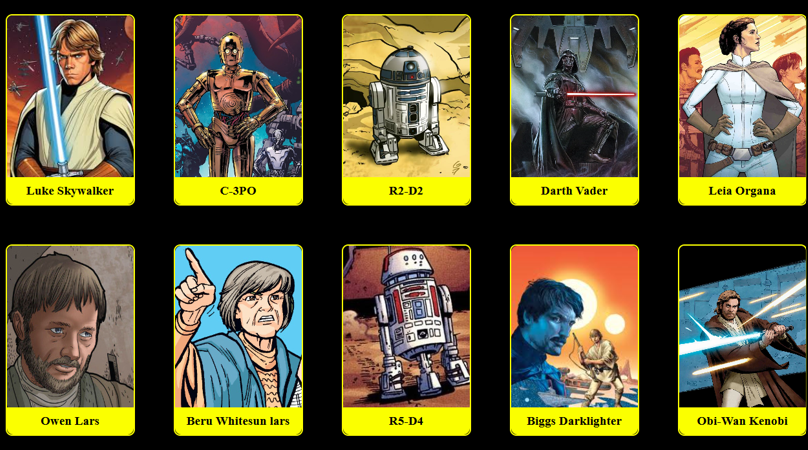 Luke Skywalker
C-3PO
R2-D2
Darth Vader
Leia Organa
Owen Lars
Beru Whitesun lars
R5-D4
Biggs Darklighter
Obi-Wan Kenobi